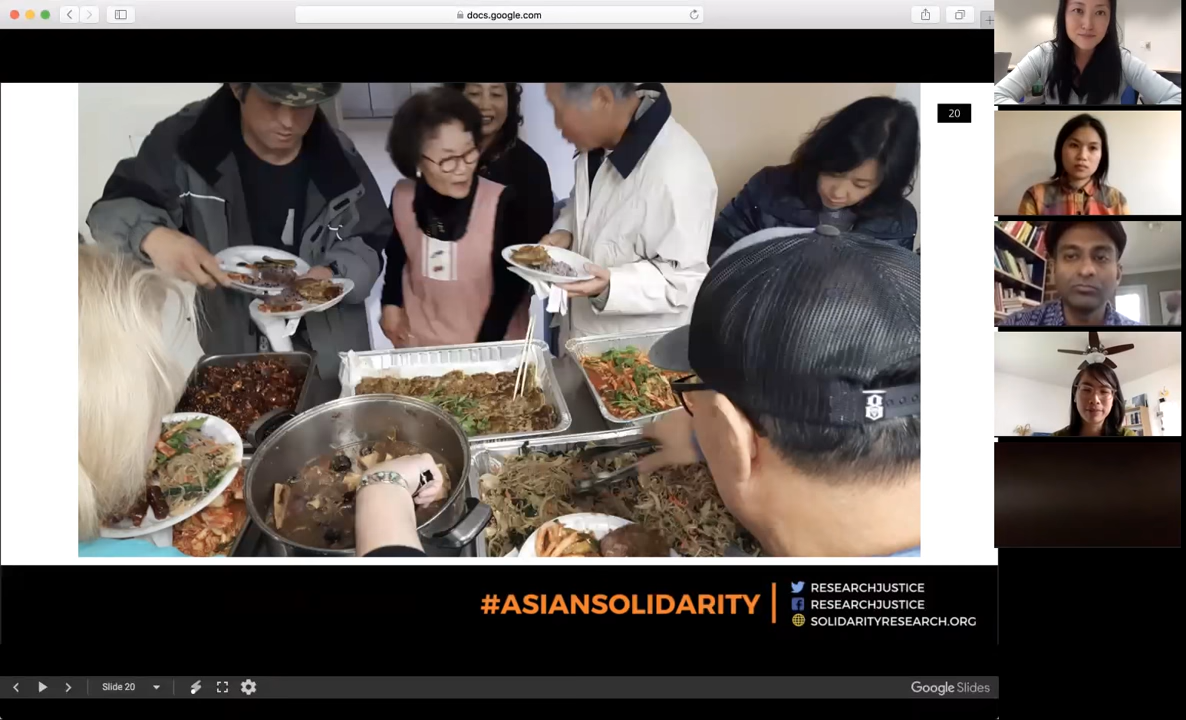 docs.google.com
20
#ASIANSOLIDARITY
RESEARCHJUSTICE
RESEARCHJUSTICE
SOLIDARITYRESEARCH.ORG
Slide 20
Google Slides